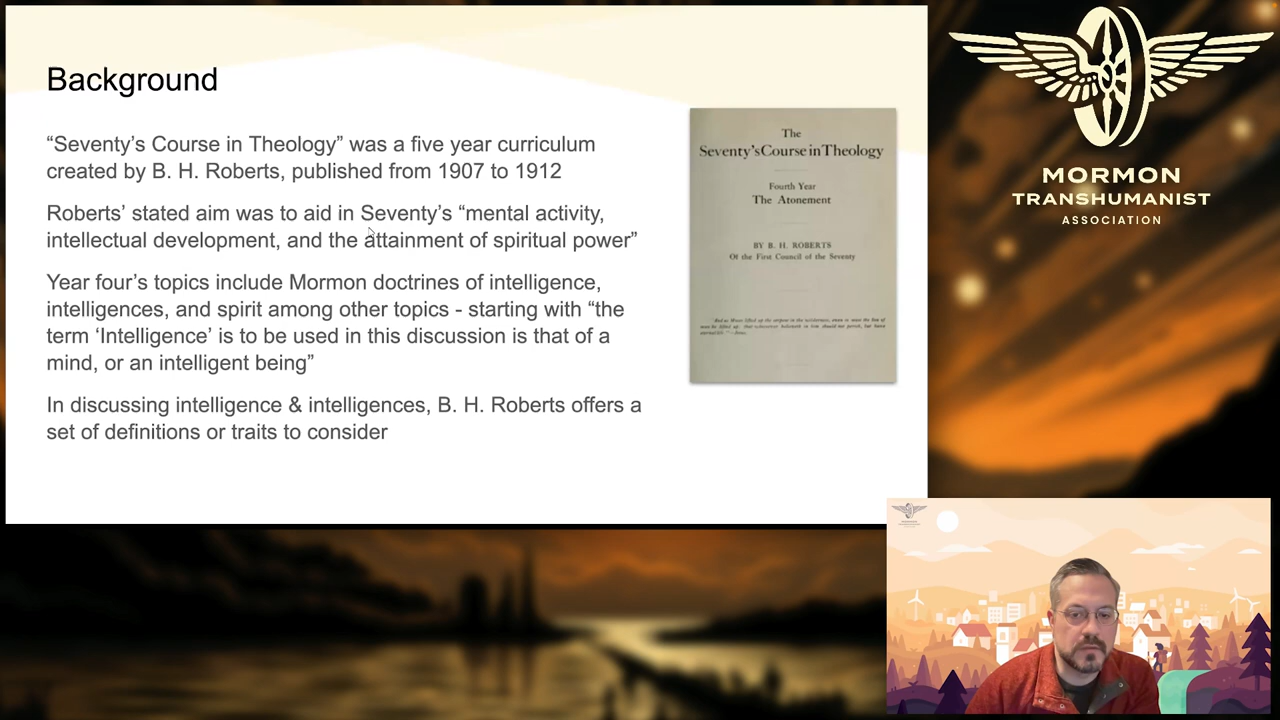 Background
“Seventy’s Course in Theology” was a five year curriculum
created by B. H. Roberts, published from 1907 to 1912
Roberts’ stated aim was to aid in Seventy’s “mental activity,
intellectual development, and the attainment of spiritual power”
Year four’s topics include Mormon doctrines of intelligence,
intelligences, and spirit among other topics - starting with “the
term ‘Intelligence’ is to be used in this discussion is that of a
mind, or an intelligent being”
In discussing intelligence & intelligences, B. H. Roberts offers a
set of definitions or traits to consider
The
Seventy'sCourseinTheology
Fourth Year
The Atonement
BY B. H. ROBERTS
Of the First Council of the Seventy
MORMON
TRANSHUMANIST
ASSOCIATION